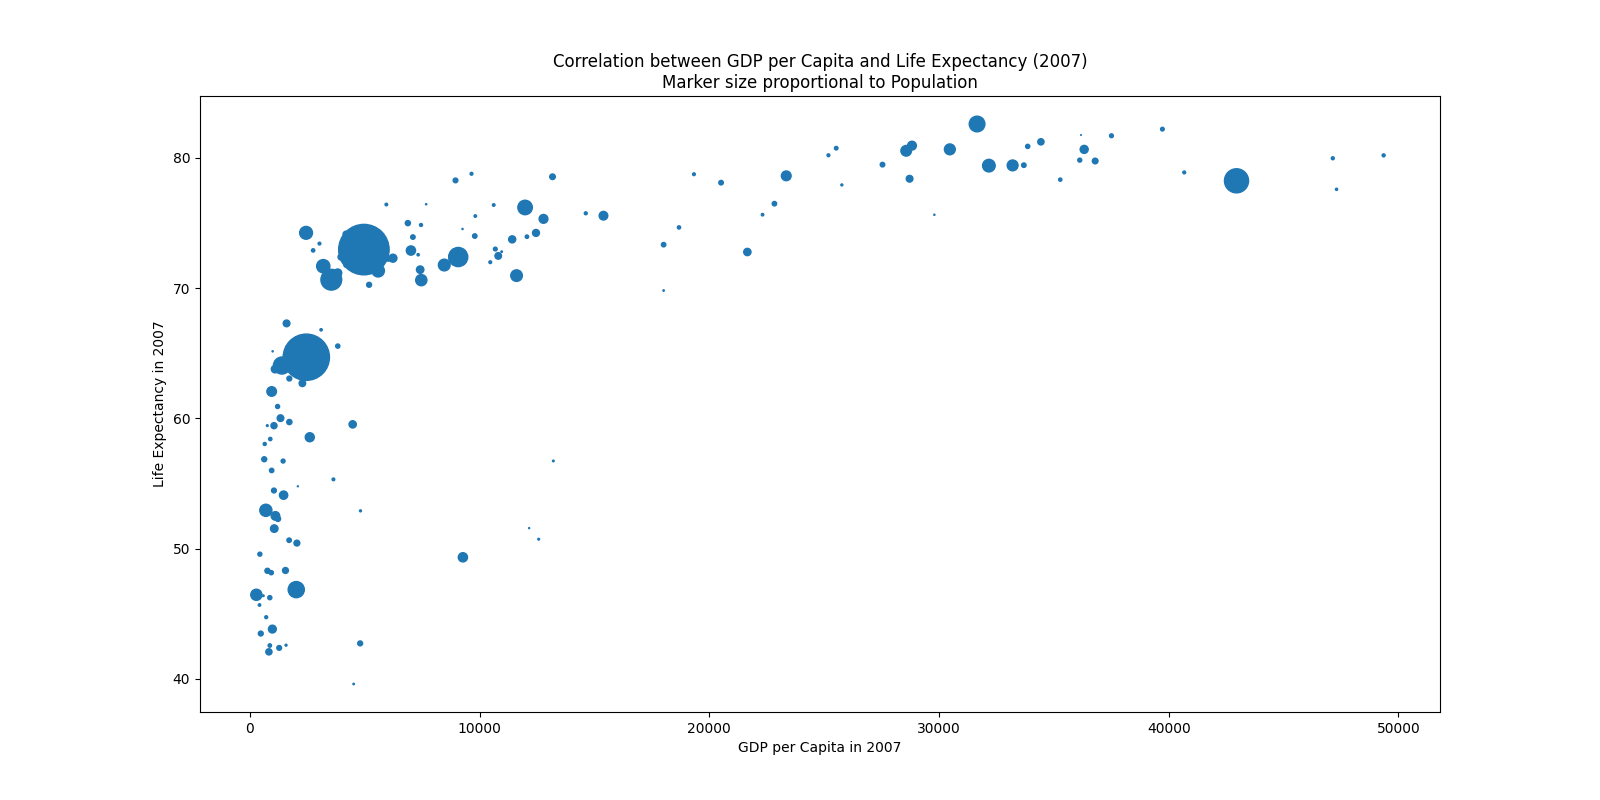 Correlation between GDP per Capita and Life Expectancy (2007)
Marker size proportional to Population
80
70
60
50
40
Life Expectancy in 2007
0 10000 20000 30000 40000 50000
GDP per Capita in 2007